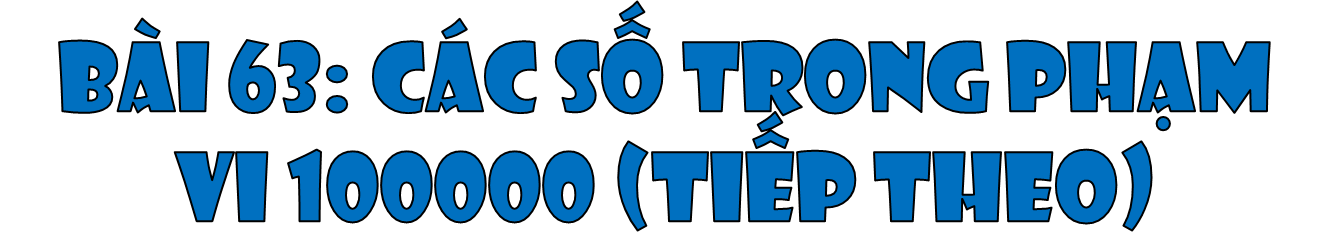 BÀI 63: CÁC SỐ TRONG PHẠM
VI 100000 (TIẾP THEO)